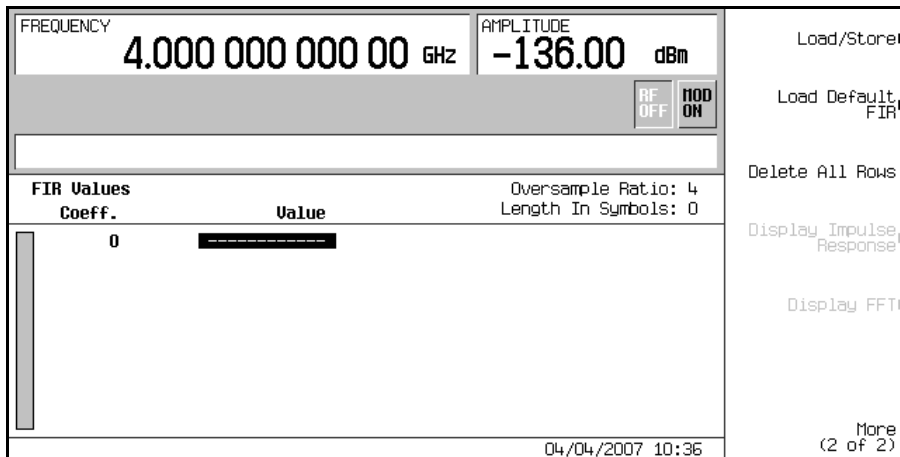 FREQUENCY
4.000 000 000 00 GHz
AMPLITUDE
-136.00 dBm
RF OFF
MOD ON
FIR Values
Oversample Ratio: 4
Length In Symbols: 0
Coeff. Value
0 ------------
04/04/2007 10:36
Load/Store
Load Default
FIR
Delete All Rows
Display Impulse
Response
Display FFT
More
(2 of 2)